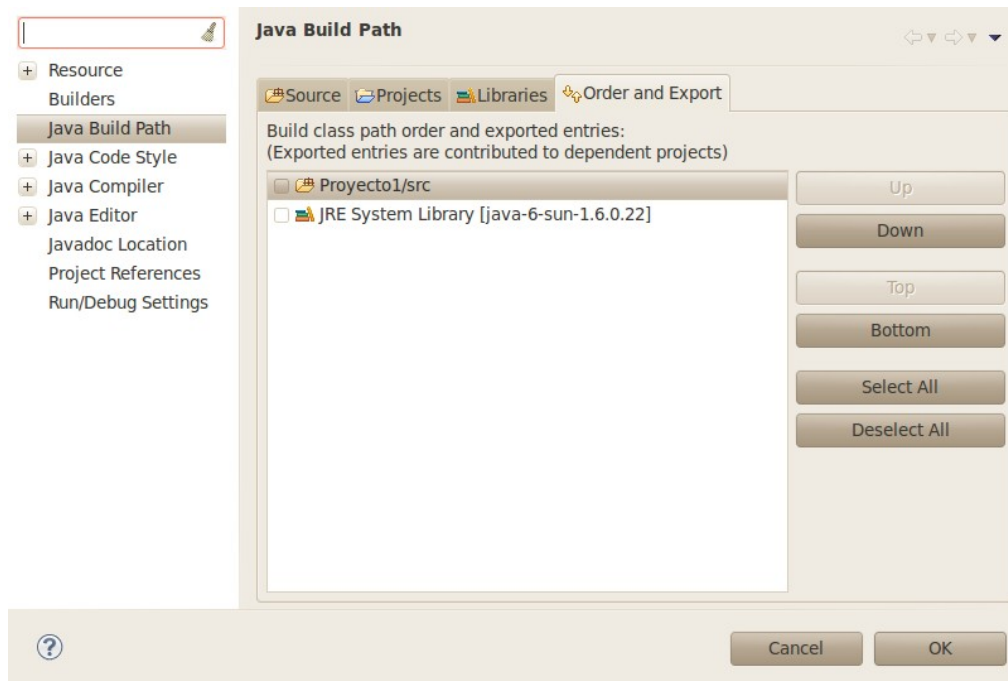 Java Build Path
Resource
Builders
Java Build Path
Java Code Style
Java Compiler
Java Editor
Javadoc Location
Project References
Run/Debug Settings
Source Projects Libraries Order and Export
Build class path order and exported entries:
(Exported entries are contributed to dependent projects)
Proyecto1/src
JRE System Library [java-6-sun-1.6.0.22]
Up
Down
Top
Bottom
Select All
Deselect All
Cancel OK